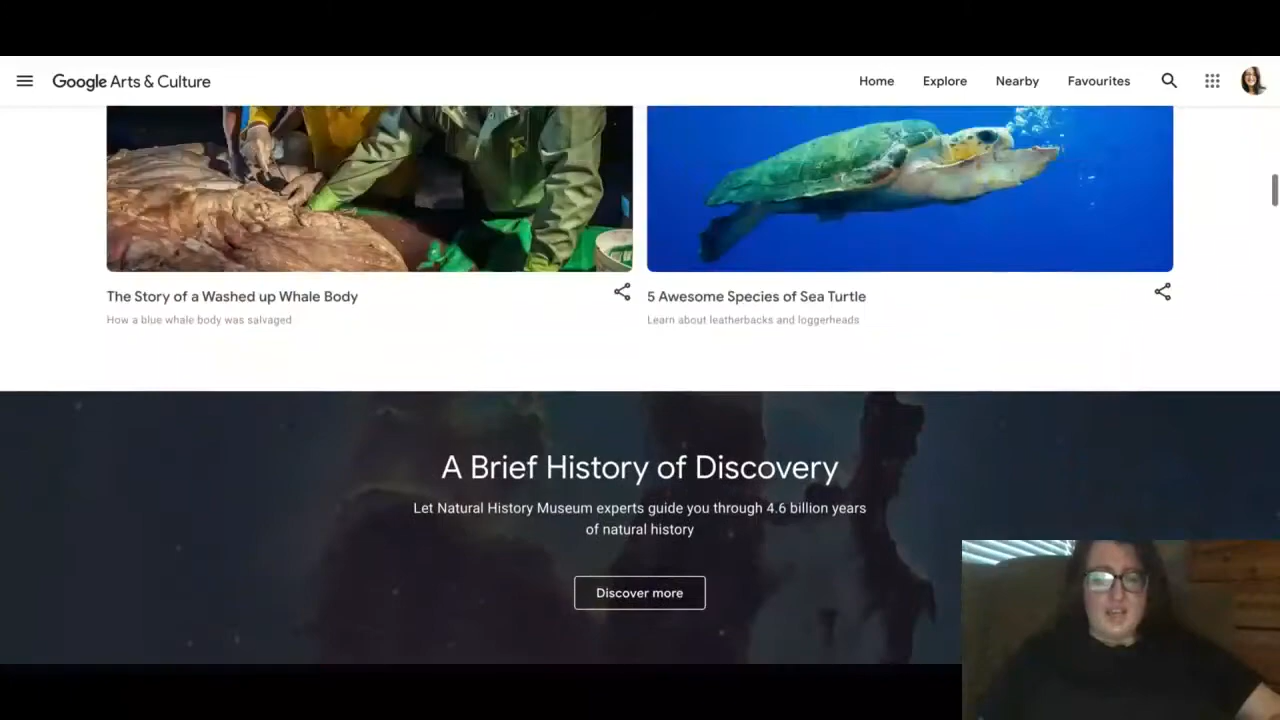 Google Arts & Culture
Home
Explore
Nearby
Favourites
The Story of a Washed up Whale Body
5 Awesome Species of Sea Turtle
How a blue whale body was salvaged
Learn about leatherbacks and loggerheads
A Brief History of Discovery
Let Natural History Museum experts guide you through 4.6 billion years
of natural history
Discover more